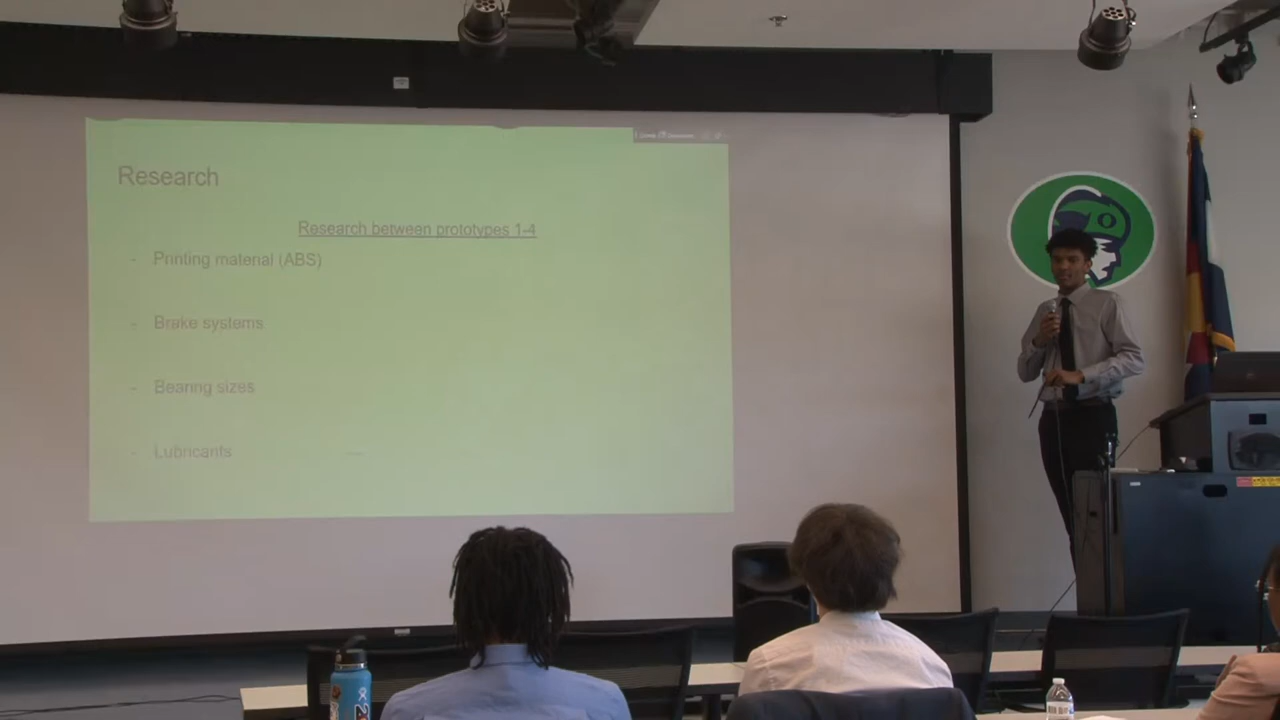 Research
Research between prototypes 1-4
- Printing material (ABS)
- Brake systems
- Bearing sizes
- Lubricants